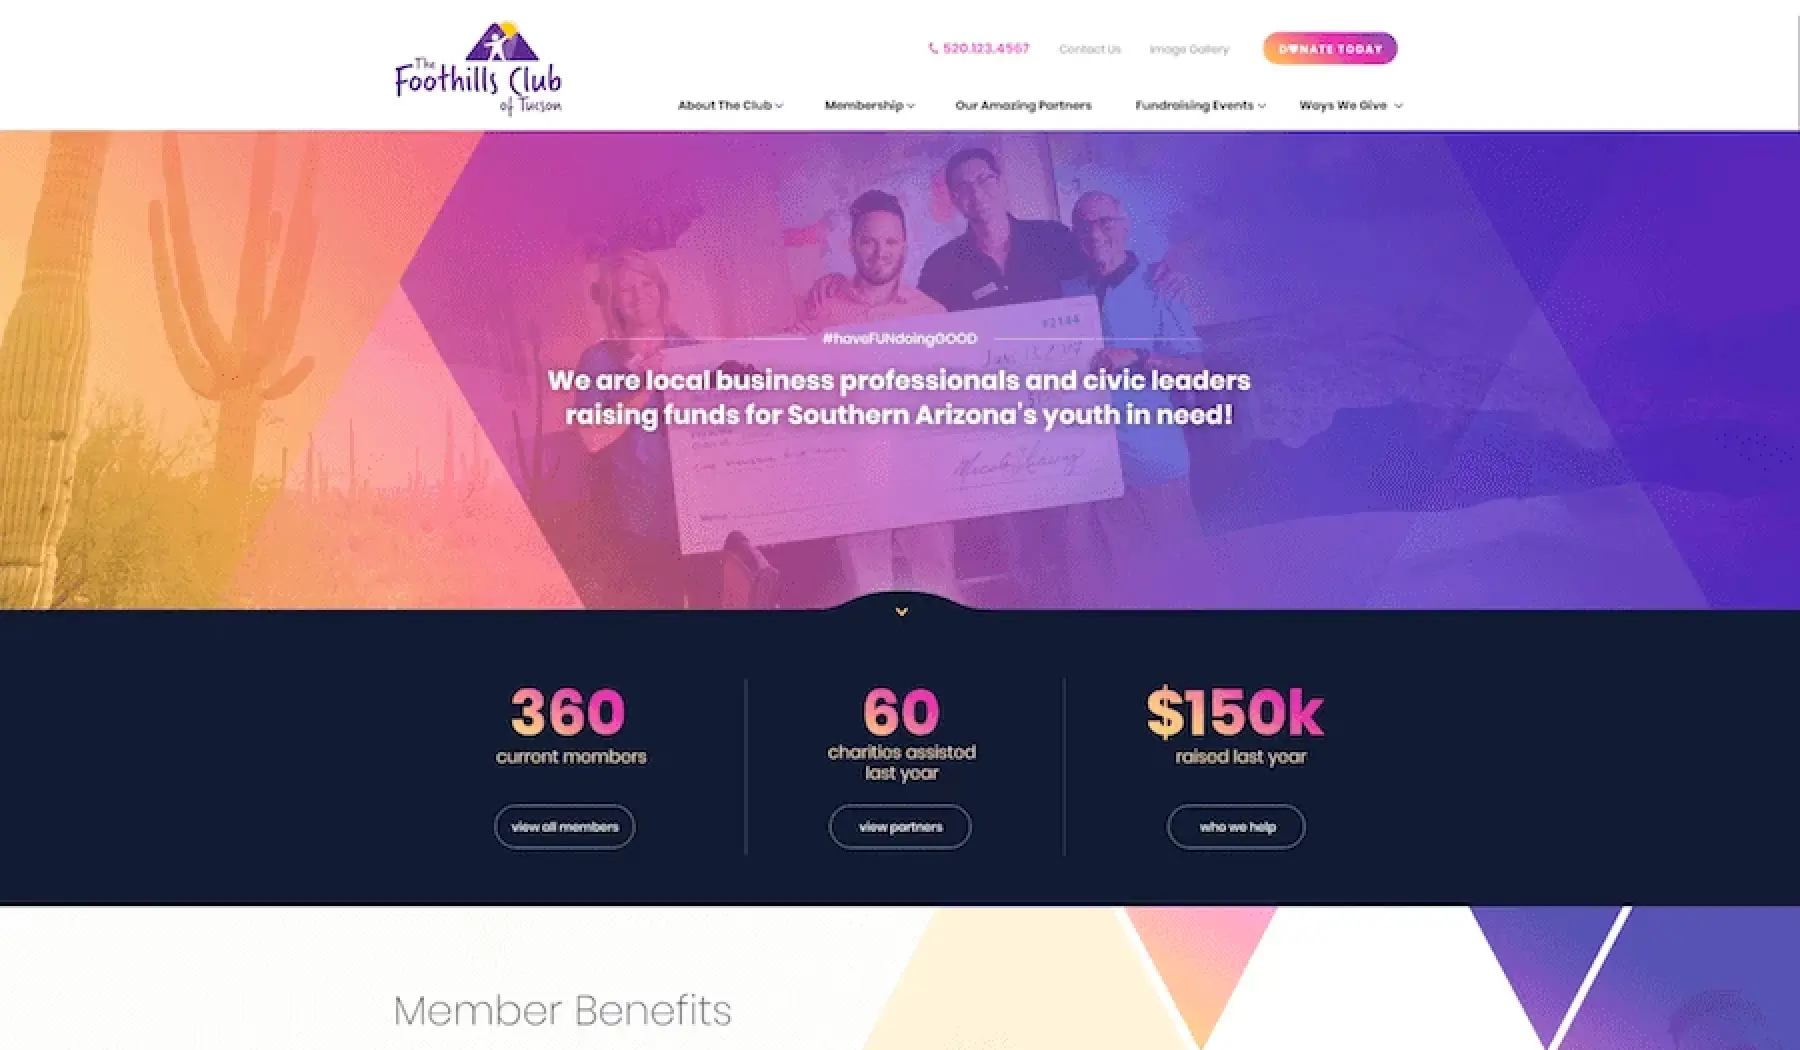 The
Foothills Club
of Tucson
520.123.4567
Contact Us
Image Gallery
D♥NATE TODAY
About The Club
Membership
Our Amazing Partners
Fundraising Events
Ways We Give
#2144
#haveFUNdoingGOOD
We are local business professionals and civic leaders
raising funds for Southern Arizona's youth in need!
360
current members
view all members
60
charities assisted
last year
view partners
$150k
raised last year
who we help
Member Benefits